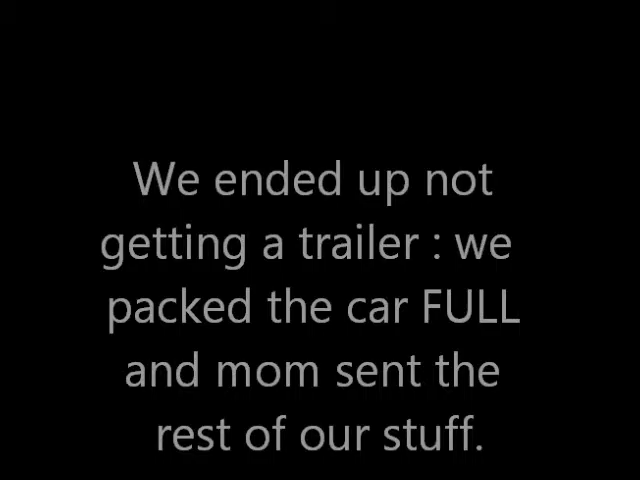 We ended up not
getting a trailer : we
packed the car FULL
and mom sent the
rest of our stuff.